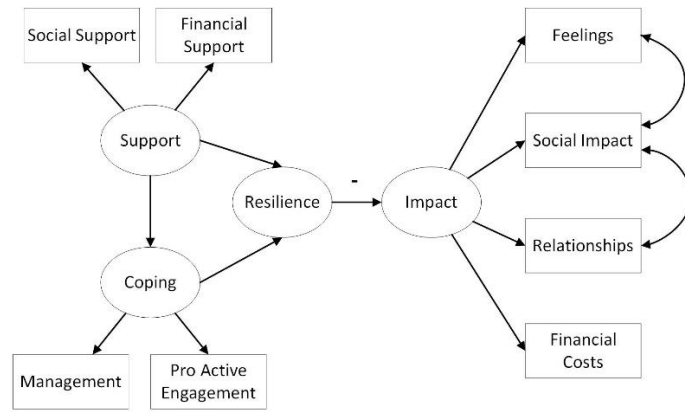 Social Support
Financial
Support
Feelings
Support
Social Impact
-
Resilience
Impact
Relationships
Coping
Management
Pro Active
Engagement
Financial
Costs